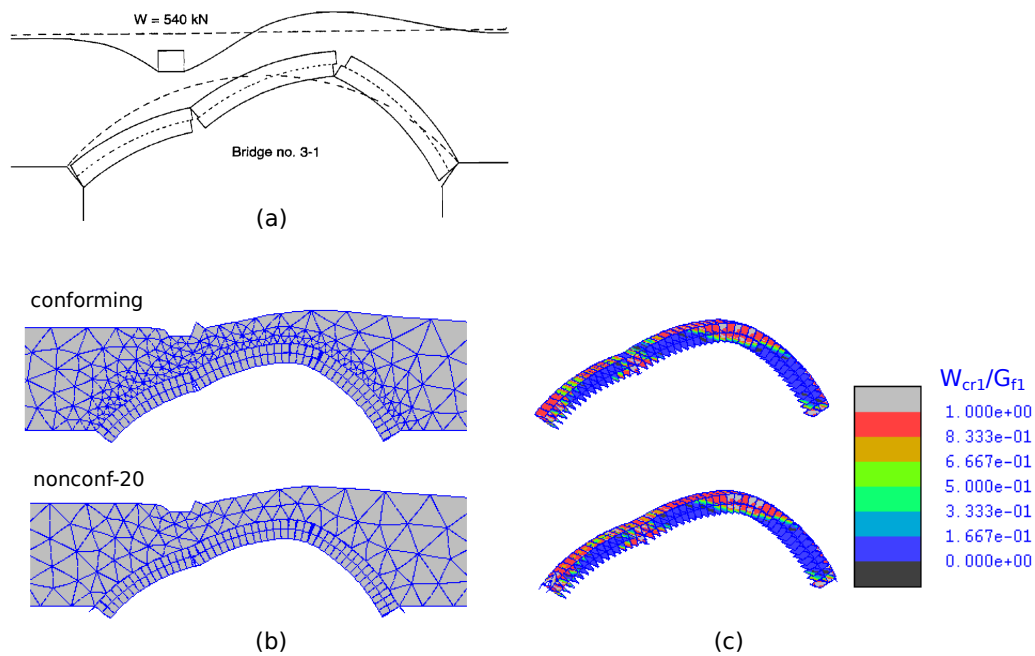 W = 540 kN
Bridge no. 3-1
(a)
conforming
nonconf-20
(b)
(c)
W_cr1/G_f1
1.000e+00
8.333e-01
6.667e-01
5.000e-01
3.333e-01
1.667e-01
0.000e+00